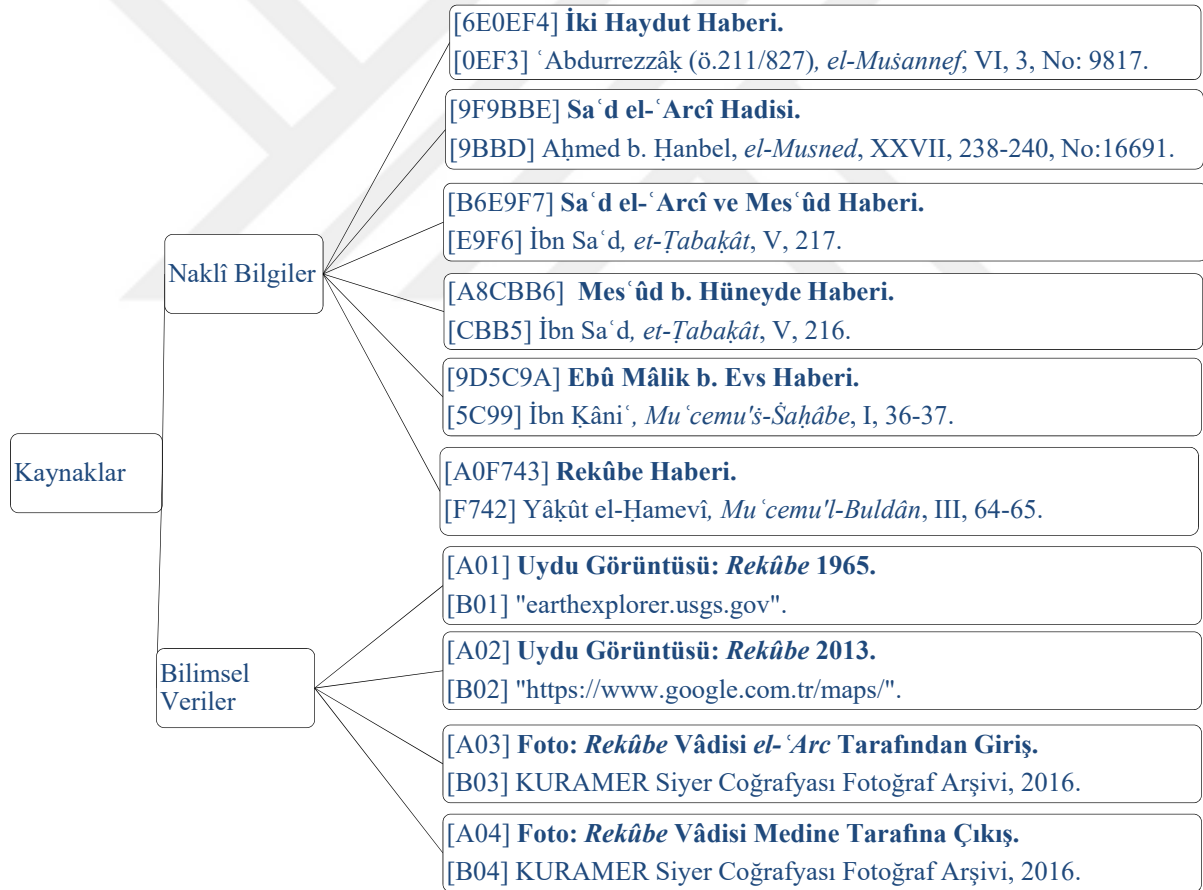 Kaynaklar
Naklî Bilgiler
[6E0EF4] İki Haydut Haberi.
[0EF3] ʿAbdurrezzâḳ (ö.211/827), el-Muṡannef, VI, 3, No: 9817.
[9F9BBE] Saʿd el-ʿArcî Hadisi.
[9BBD] Aḥmed b. Ḥanbel, el-Musned, XXVII, 238-240, No:16691.
[B6E9F7] Saʿd el-ʿArcî ve Mesʿûd Haberi.
[E9F6] İbn Saʿd, et-Ṭabaḳât, V, 217.
[A8CBB6] Mesʿûd b. Hüneyde Haberi.
[CBB5] İbn Saʿd, et-Ṭabaḳât, V, 216.
[9D5C9A] Ebû Mâlik b. Evs Haberi.
[5C99] İbn Ḳâniʿ, Muʿcemu'ṡ-Ṡaḥâbe, I, 36-37.
[A0F743] Rekûbe Haberi.
[F742] Yâḳût el-Ḥamevî, Muʿcemu'l-Buldân, III, 64-65.
Bilimsel
Veriler
[A01] Uydu Görüntüsü: Rekûbe 1965.
[B01] "earthexplorer.usgs.gov".
[A02] Uydu Görüntüsü: Rekûbe 2013.
[B02] "https://www.google.com.tr/maps/".
[A03] Foto: Rekûbe Vâdisi el-ʿArc Tarafından Giriş.
[B03] KURAMER Siyer Coğrafyası Fotoğraf Arşivi, 2016.
[A04] Foto: Rekûbe Vâdisi Medine Tarafına Çıkış.
[B04] KURAMER Siyer Coğrafyası Fotoğraf Arşivi, 2016.